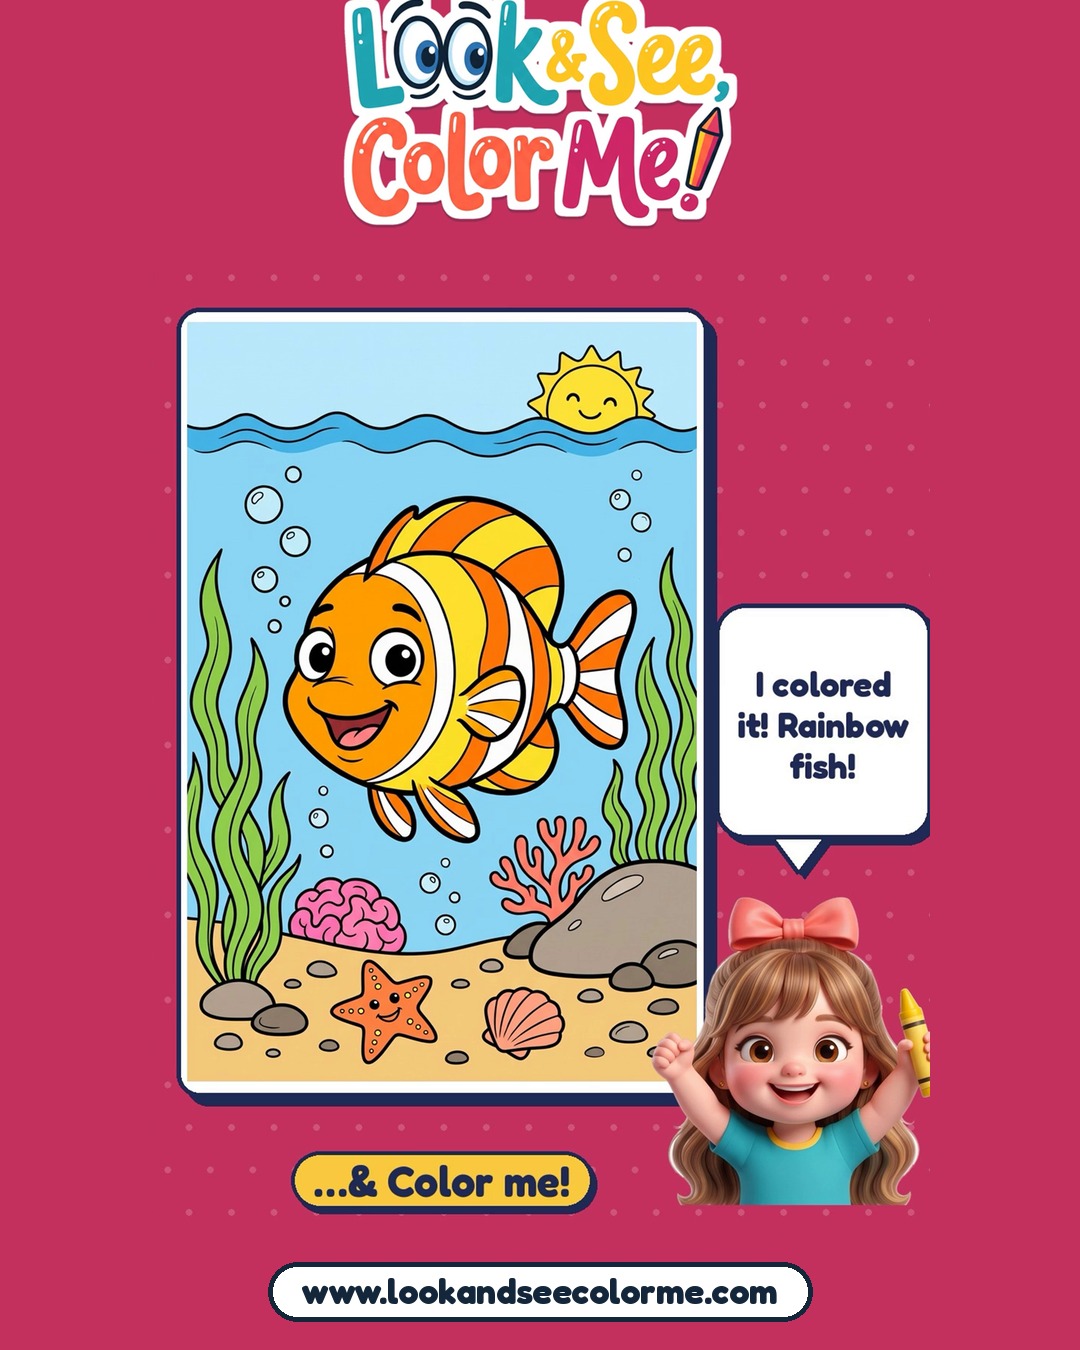 Look & See,
Color Me!
I colored
it! Rainbow
fish!
...& Color me!
www.lookandseecolorme.com